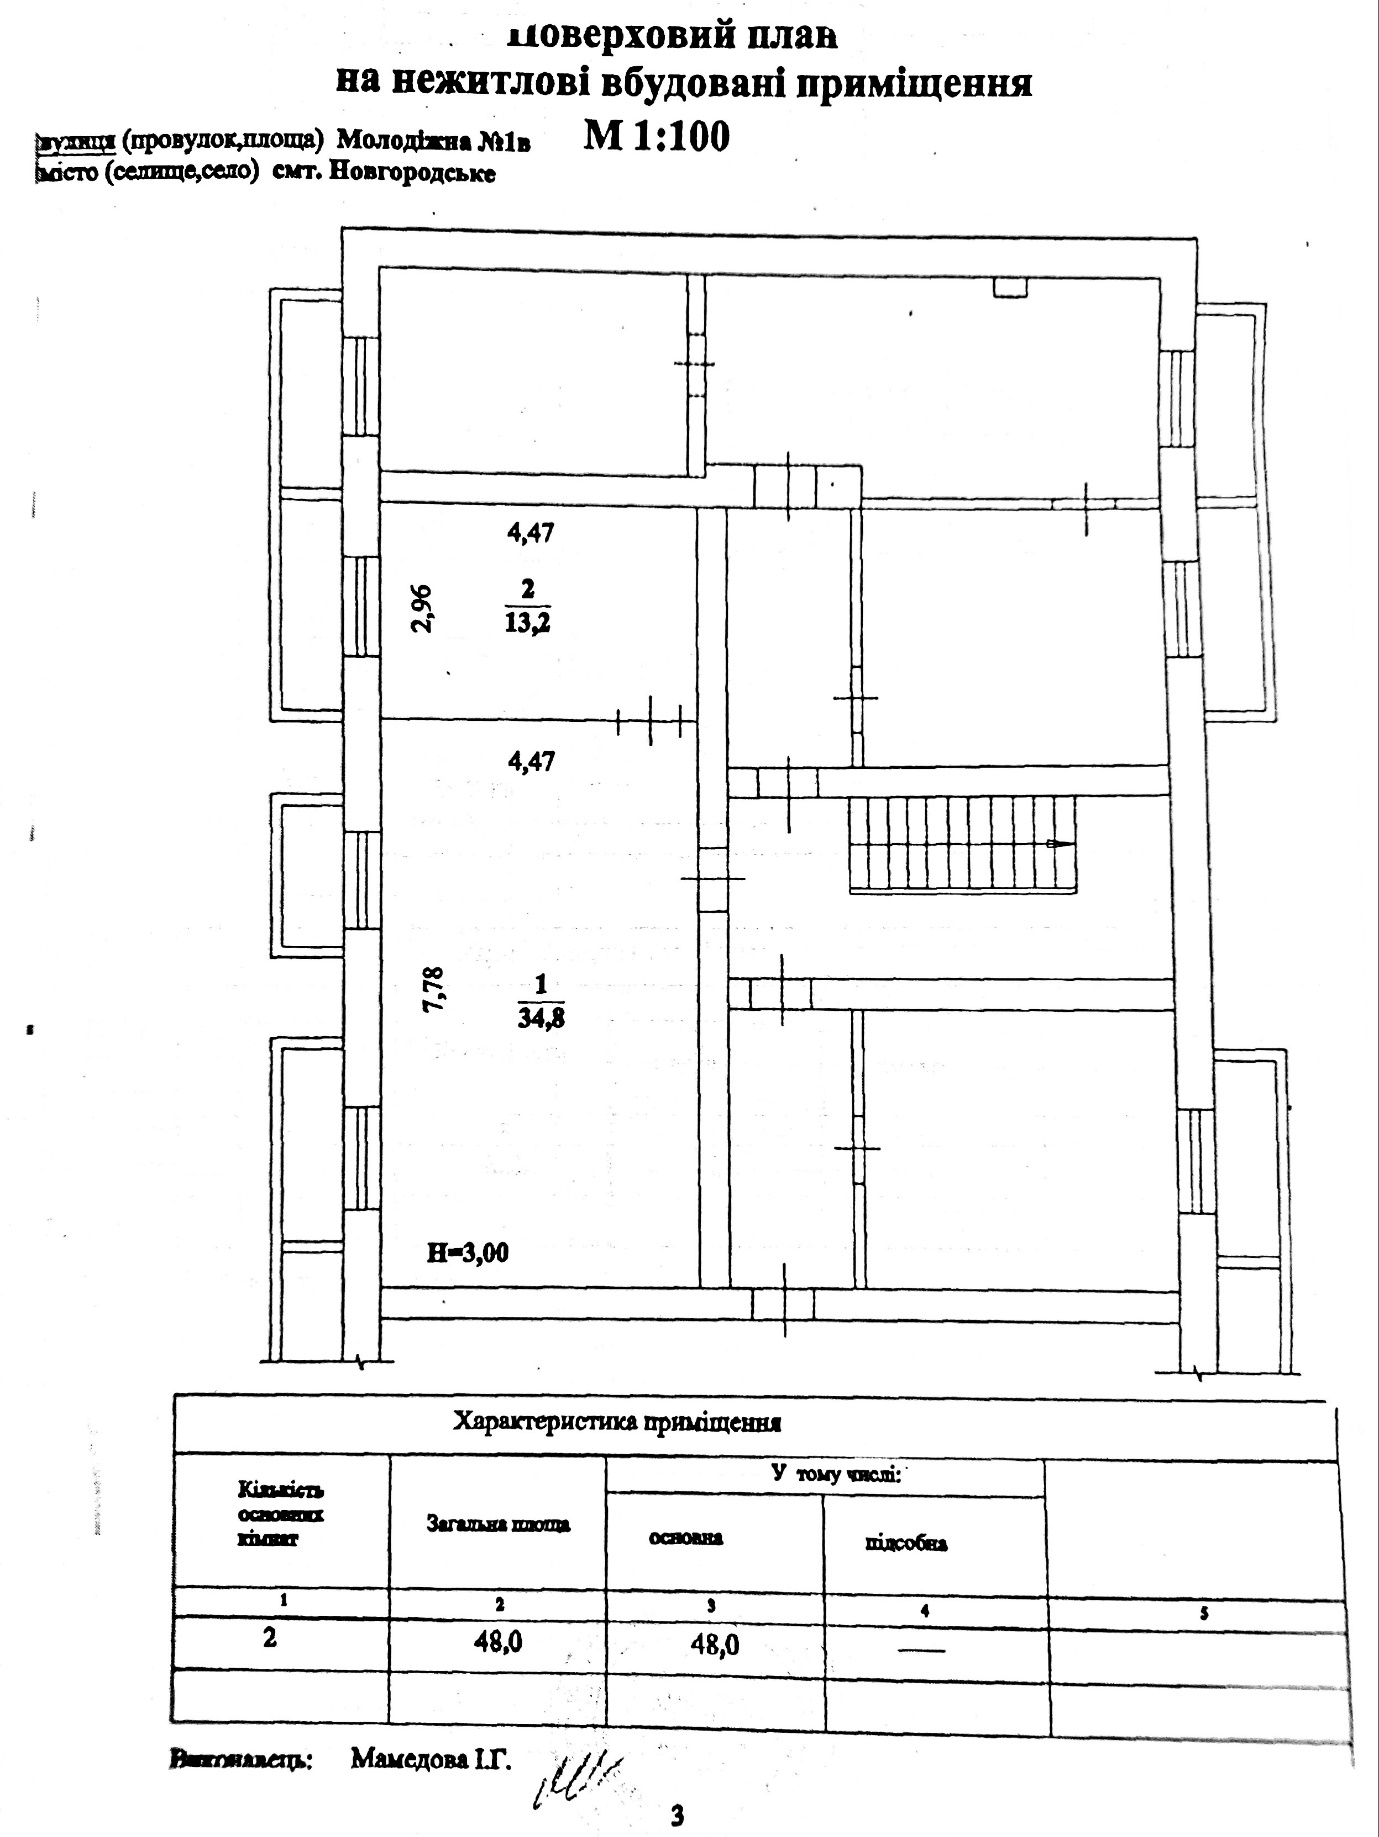 Поверховий план
на нежитлові вбудовані приміщення
вулиця (провулок,площа) Молодіжна №1в М 1:100
місто (селище,село) смт. Новгородське
4,47
2,96
2
13,2
4,47
7,78
1
34,8
H=3,00
Характеристика приміщення
Кількість основних кімнат
Загальна площа
У тому числі:
основна
підсобна
1 2 3 4 5
2 48,0 48,0 —
Виконавець: Мамедова І.Г.
3